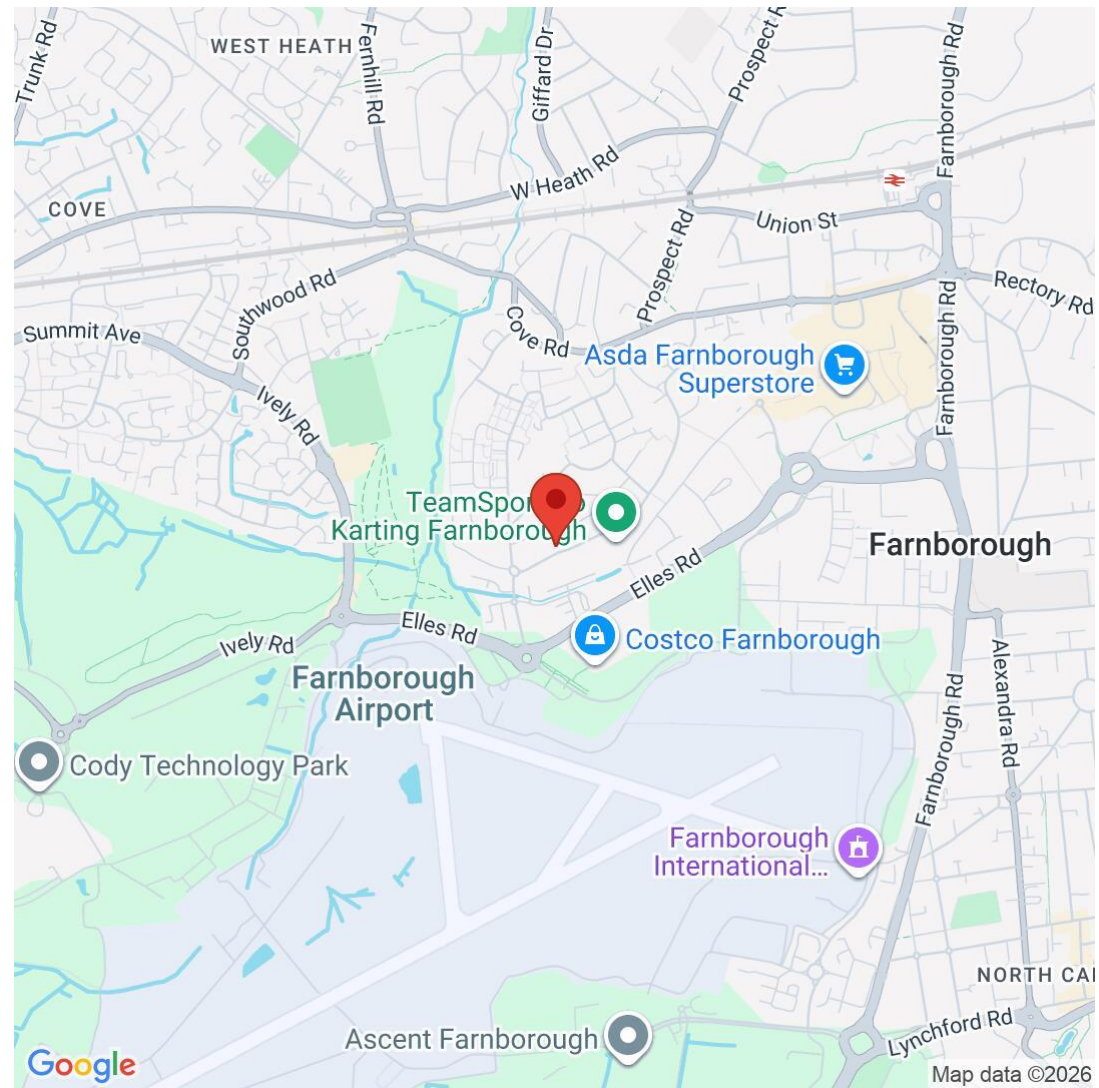 Trunk Rd
WEST HEATH
Fernhill Rd
Giffard Dr
Prospect R
Farnborough Rd
W Heath Rd
COVE
Union St
Prospect Rd
Southwood Rd
Rectory Rd
Summit Ave
Cove Rd
Farnborough Rd
Asda Farnborough
Superstore
Ively Rd
Karting Farnborough
Farnborough
Elles Rd
Elles Rd
Ively Rd
Costco Farnborough
Farnborough
Airport
Alexandra Rd
Farnborough Rd
Cody Technology Park
Farnborough
International...
NORTH CA
Ascent Farnborough
Lynchford Rd
Google
Map data ©2026